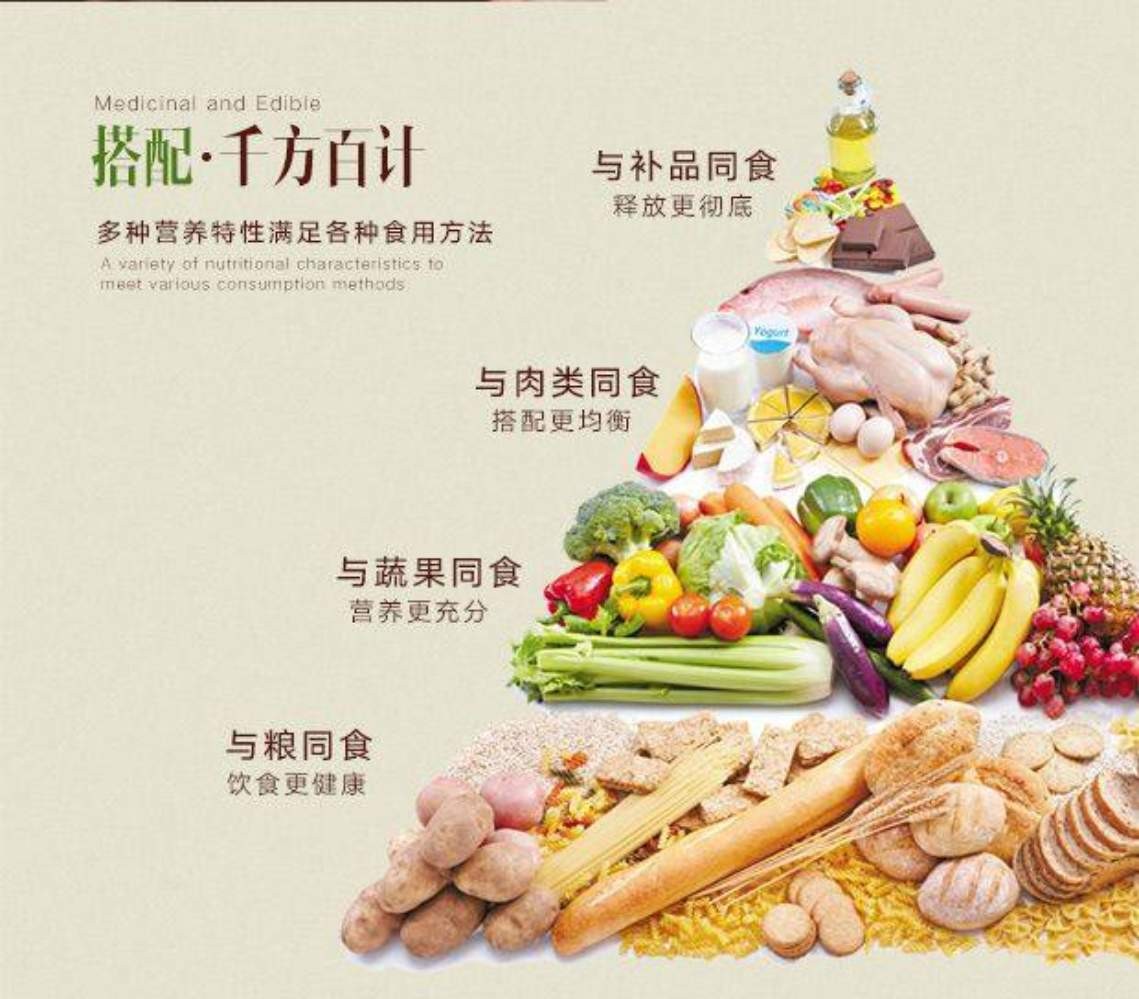 Medicinal and Edible
搭配·千方百计
多种营养特性满足各种食用方法
A variety of nutritional characteristics to
meet various consumption methods
与补品同食
释放更彻底
Yogurt
与肉类同食
搭配更均衡
与蔬果同食
营养更充分
与粮同食
饮食更健康